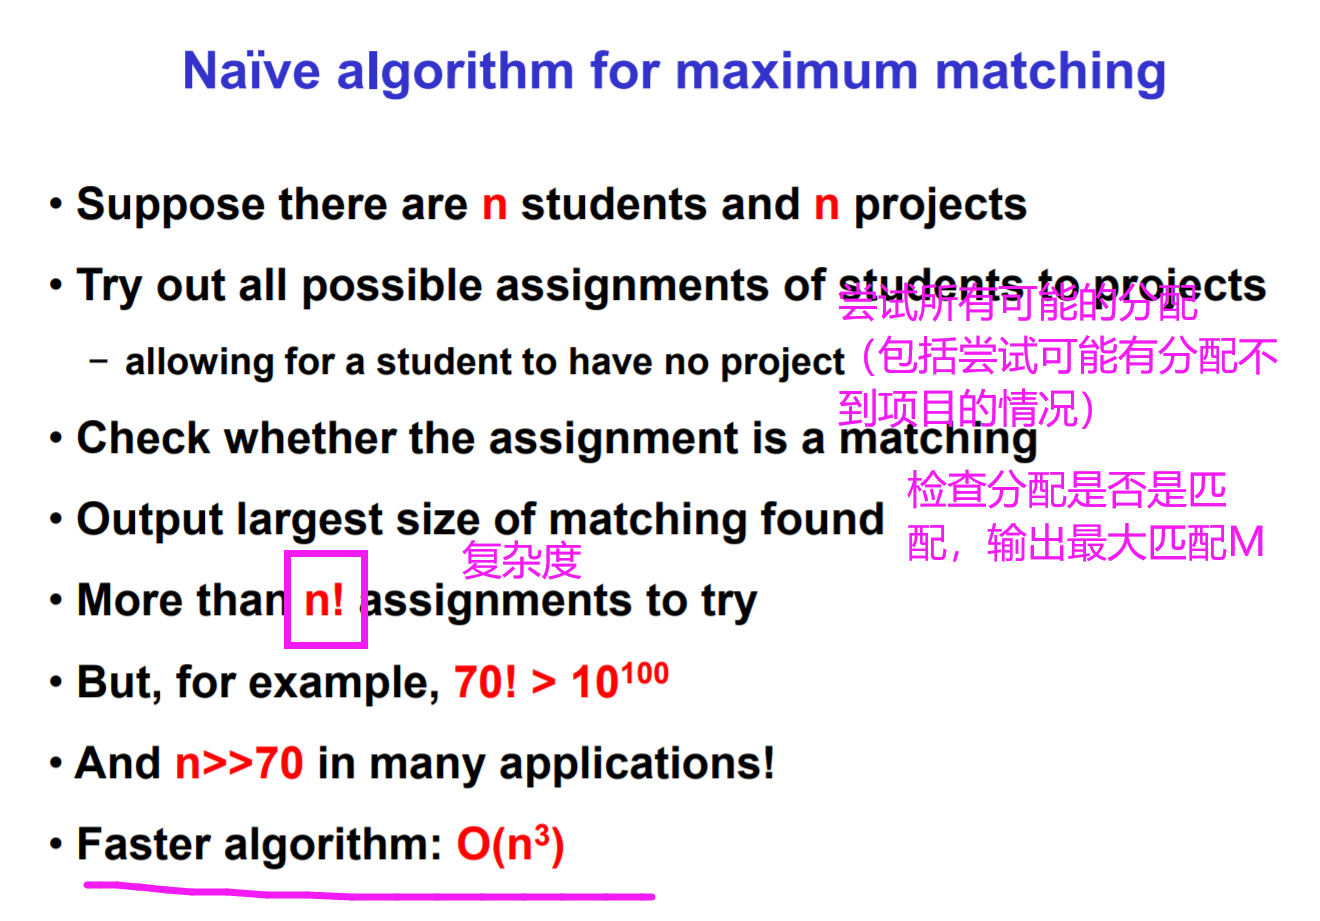 Naïve algorithm for maximum matching
• Suppose there are n students and n projects
• Try out all possible assignments of students to projects
尝试所有可能的分配
– allowing for a student to have no project
（包括尝试可能有分配不
到项目的情况）
• Check whether the assignment is a matching
检查分配是否是匹
配，输出最大匹配M
• Output largest size of matching found
复杂度
• More than n! assignments to try
• But, for example, 70! > 10¹⁰⁰
• And n>>70 in many applications!
• Faster algorithm: O(n³)